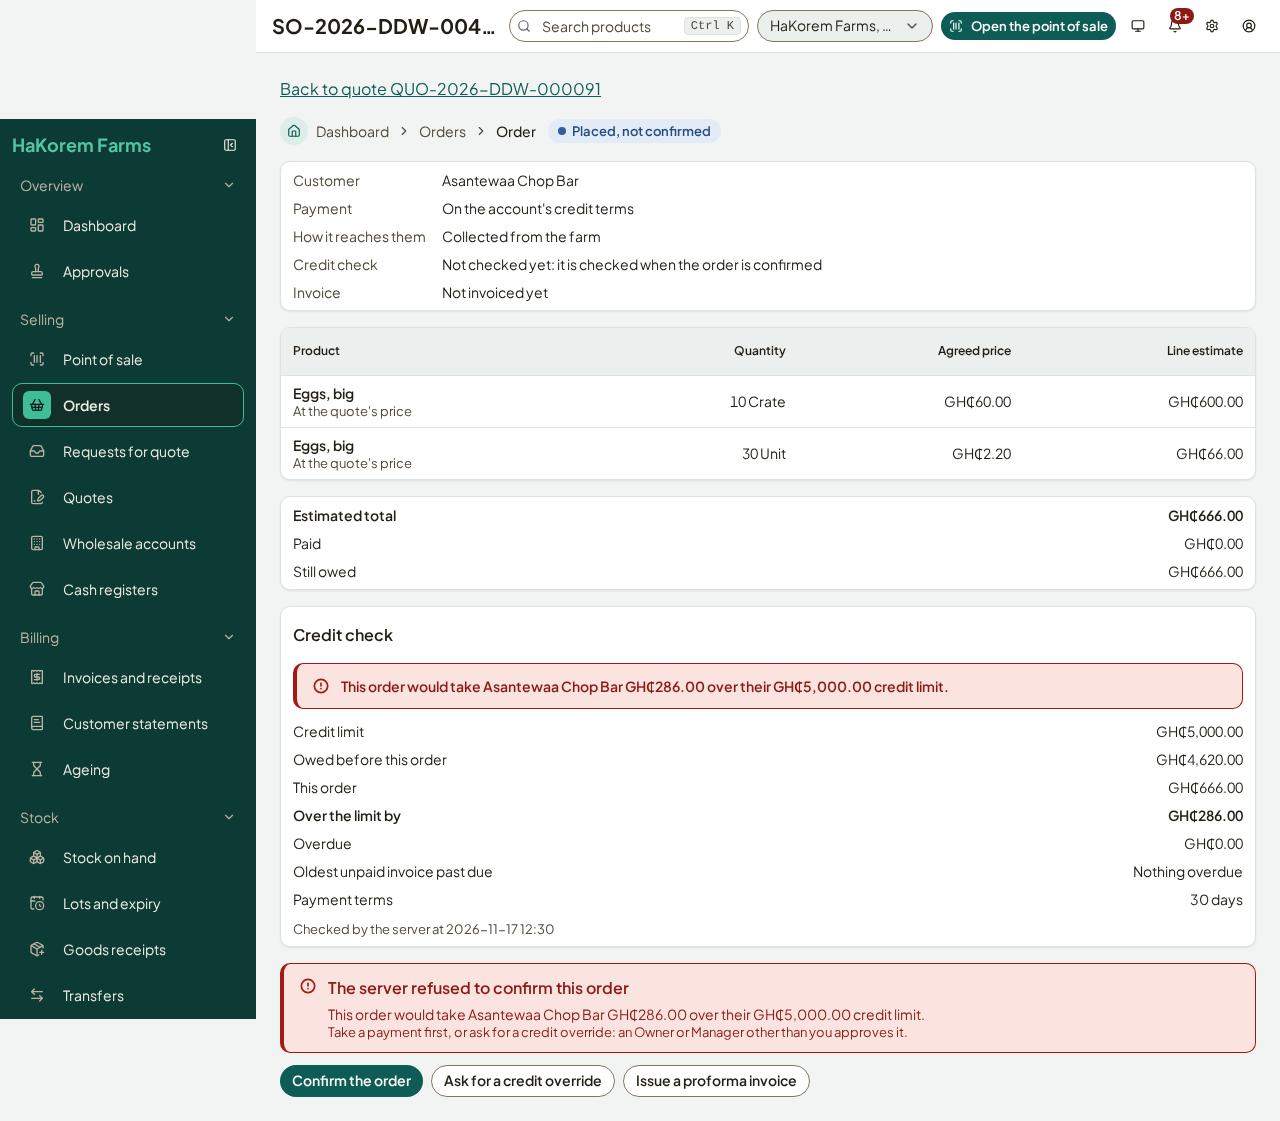 SO-2026-DDW-004…
Search products
Ctrl K
HaKorem Farms, …
Open the point of sale
8+
Back to quote QUO-2026-DDW-000091
Dashboard
Orders
Order
Placed, not confirmed
HaKorem Farms
Overview
Dashboard
Approvals
Selling
Point of sale
Orders
Requests for quote
Quotes
Wholesale accounts
Cash registers
Billing
Invoices and receipts
Customer statements
Ageing
Stock
Stock on hand
Lots and expiry
Goods receipts
Transfers
Customer Asantewaa Chop Bar
Payment On the account's credit terms
How it reaches them Collected from the farm
Credit check Not checked yet: it is checked when the order is confirmed
Invoice Not invoiced yet
Product Quantity Agreed price Line estimate
Eggs, big 10 Crate GH₵60.00 GH₵600.00
At the quote's price
Eggs, big 30 Unit GH₵2.20 GH₵66.00
At the quote's price
Estimated total GH₵666.00
Paid GH₵0.00
Still owed GH₵666.00
Credit check
This order would take Asantewaa Chop Bar GH₵286.00 over their GH₵5,000.00 credit limit.
Credit limit GH₵5,000.00
Owed before this order GH₵4,620.00
This order GH₵666.00
Over the limit by GH₵286.00
Overdue GH₵0.00
Oldest unpaid invoice past due Nothing overdue
Payment terms 30 days
Checked by the server at 2026-11-17 12:30
The server refused to confirm this order
This order would take Asantewaa Chop Bar GH₵286.00 over their GH₵5,000.00 credit limit.
Take a payment first, or ask for a credit override: an Owner or Manager other than you approves it.
Confirm the order
Ask for a credit override
Issue a proforma invoice